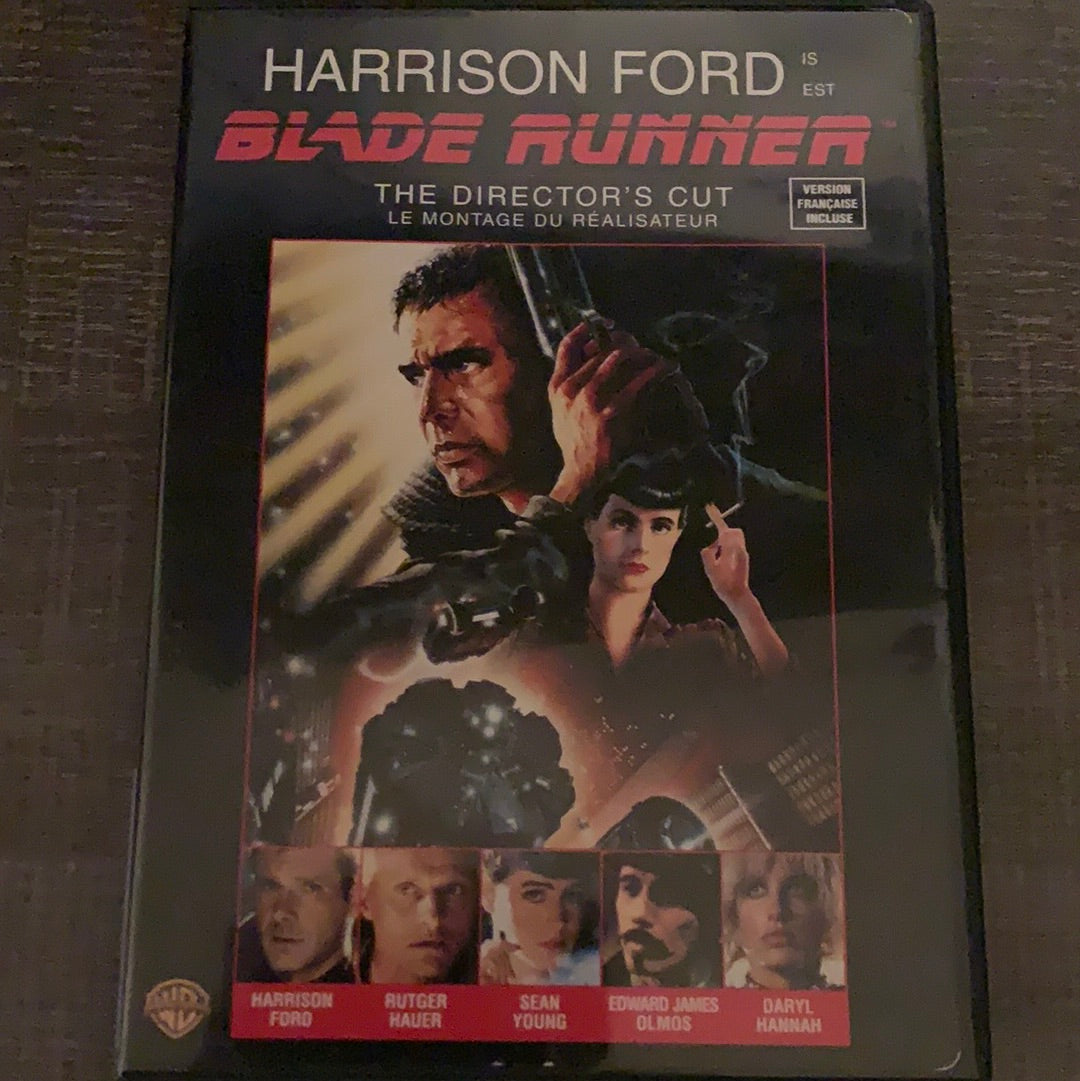 HARRISON FORD IS
EST
BLADE RUNNER™
THE DIRECTOR'S CUT
LE MONTAGE DU RÉALISATEUR
VERSION
FRANÇAISE
INCLUSE
HARRISON
FORD
RUTGER
HAUER
SEAN
YOUNG
EDWARD JAMES
OLMOS
DARYL
HANNAH